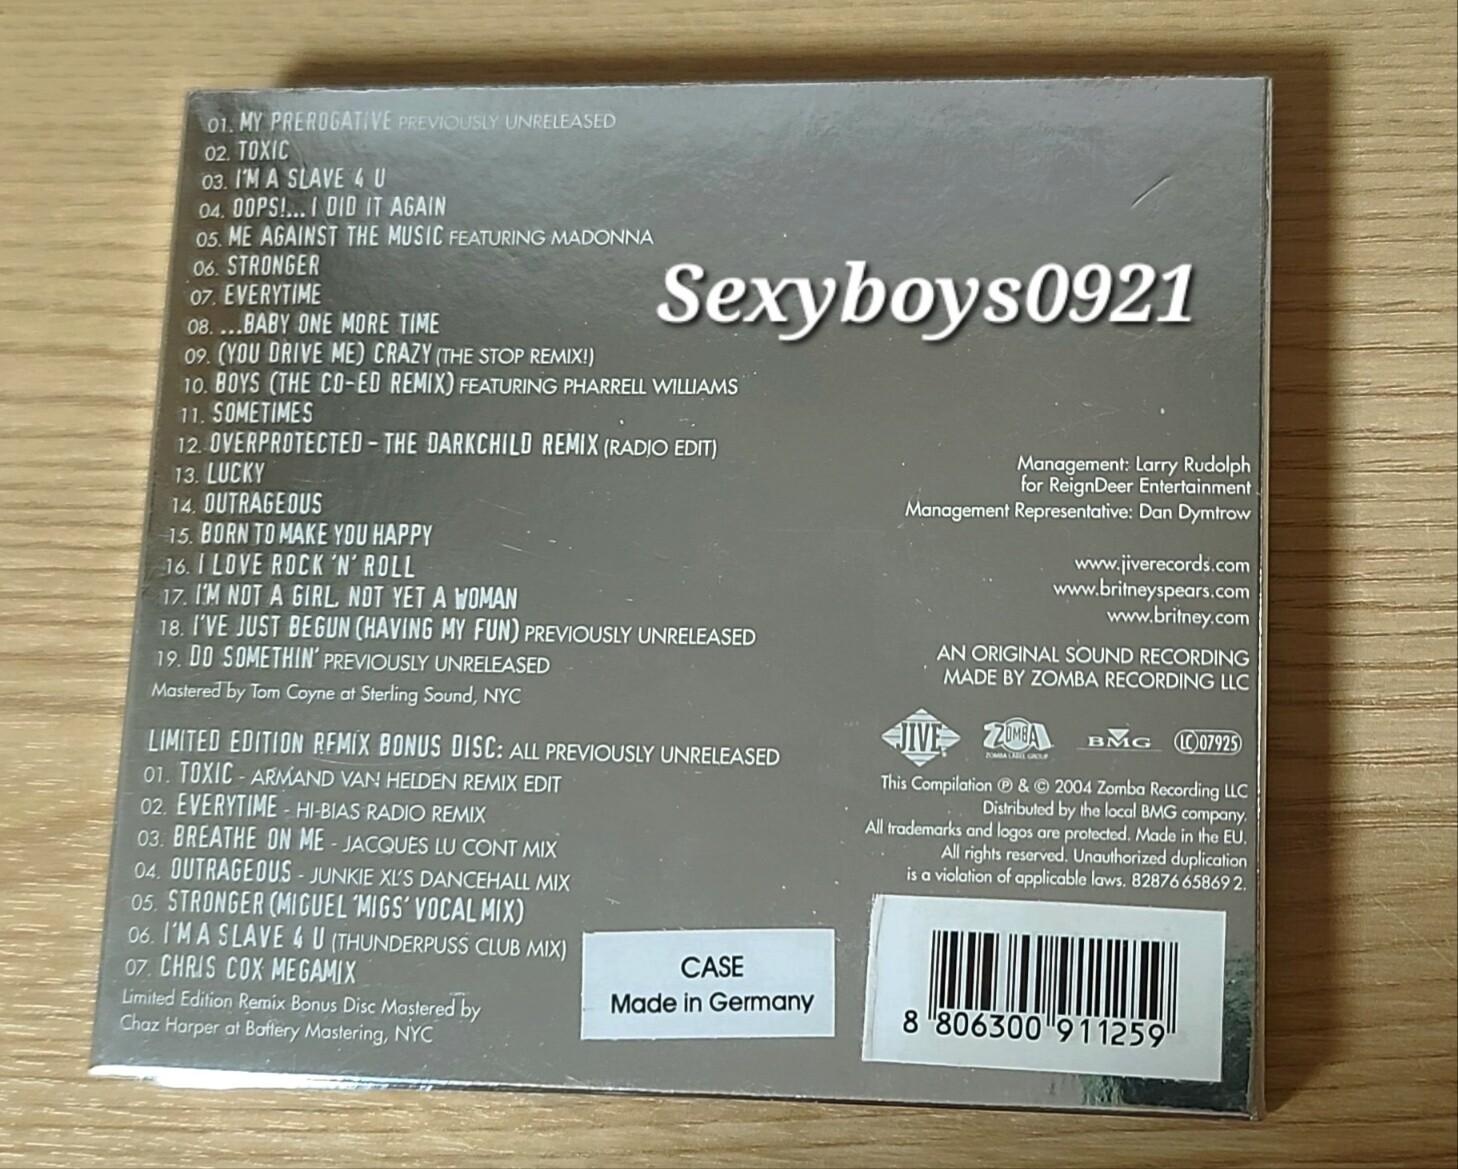 01. MY PREROGATIVE PREVIOUSLY UNRELEASED
02. TOXIC
03. I'M A SLAVE 4 U
04. OOPS!... I DID IT AGAIN
05. ME AGAINST THE MUSIC FEATURING MADONNA
06. STRONGER
07. EVERYTIME
08. ...BABY ONE MORE TIME
09. (YOU DRIVE ME) CRAZY (THE STOP REMIX!)
10. BOYS (THE CO-ED REMIX) FEATURING PHARRELL WILLIAMS
11. SOMETIMES
12. OVERPROTECTED - THE DARKCHILD REMIX (RADIO EDIT)
13. LUCKY
14. OUTRAGEOUS
15. BORN TO MAKE YOU HAPPY
16. I LOVE ROCK 'N' ROLL
17. I'M NOT A GIRL, NOT YET A WOMAN
18. I'VE JUST BEGUN (HAVING MY FUN) PREVIOUSLY UNRELEASED
19. DO SOMETHIN' PREVIOUSLY UNRELEASED
Mastered by Tom Coyne at Sterling Sound, NYC
LIMITED EDITION REMIX BONUS DISC: ALL PREVIOUSLY UNRELEASED
01. TOXIC - ARMAND VAN HELDEN REMIX EDIT
02. EVERYTIME - HI-BIAS RADIO REMIX
03. BREATHE ON ME - JACQUES LU CONT MIX
04. OUTRAGEOUS - JUNKIE XL'S DANCEHALL MIX
05. STRONGER (MIGUEL 'MIGS' VOCAL MIX)
06. I'M A SLAVE 4 U (THUNDERPUSS CLUB MIX)
07. CHRIS COX MEGAMIX
Limited Edition Remix Bonus Disc Mastered by
Chaz Harper at Battery Mastering, NYC
Sexyboys0921
Management: Larry Rudolph
for ReignDeer Entertainment
Management Representative: Dan Dymtrow
www.jiverecords.com
www.britneyspears.com
www.britney.com
AN ORIGINAL SOUND RECORDING
MADE BY ZOMBA RECORDING LLC
JIVE ZOMBA BMG LC 07925
ZOMBA LABEL GROUP
This Compilation ℗ & © 2004 Zomba Recording LLC
Distributed by the local BMG company.
All trademarks and logos are protected. Made in the EU.
All rights reserved. Unauthorized duplication
is a violation of applicable laws. 82876 65869 2.
CASE
Made in Germany
8 806300 911259